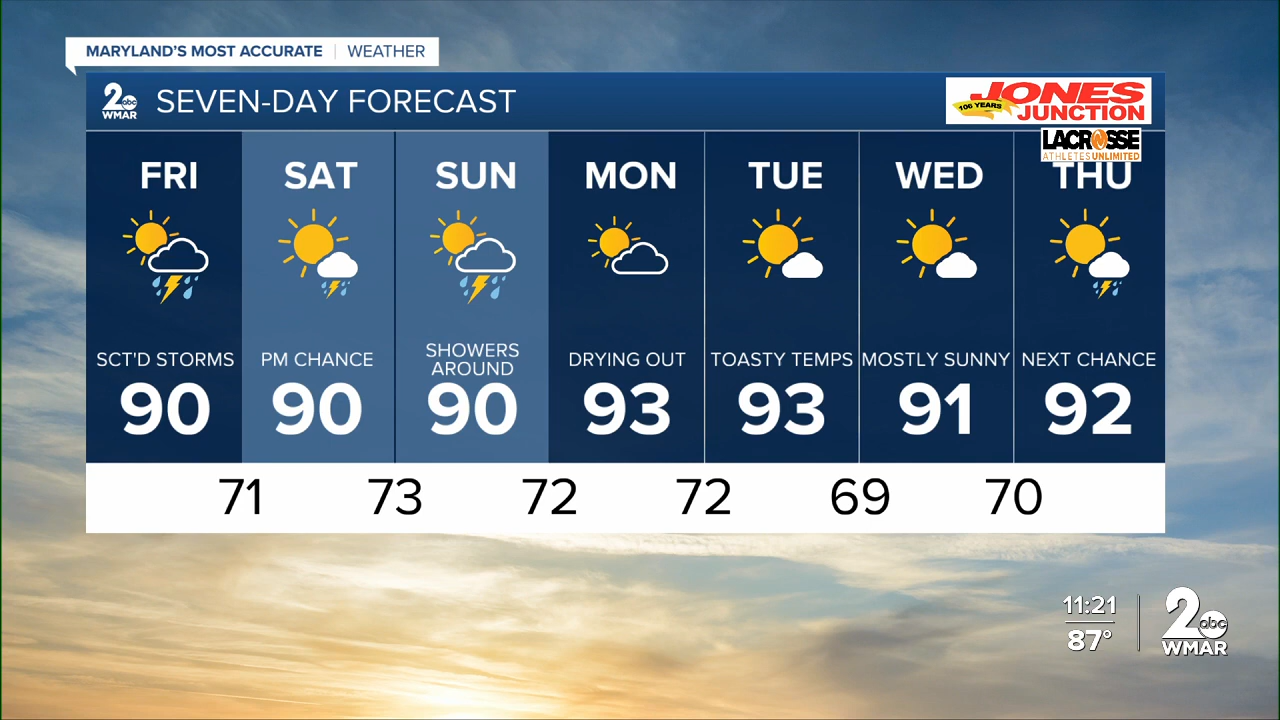 MARYLAND'S MOST ACCURATE | WEATHER
2 abc WMAR
SEVEN-DAY FORECAST
106 YEARS
JONES
JUNCTION
LACROSSE
ATHLETES UNLIMITED
FRI SAT SUN MON TUE WED THU
SCT'D STORMS
PM CHANCE
SHOWERS
AROUND
DRYING OUT
TOASTY TEMPS
MOSTLY SUNNY
NEXT CHANCE
90 90 90 93 93 91 92
71 73 72 72 69 70
11:21
87°
2 abc
WMAR